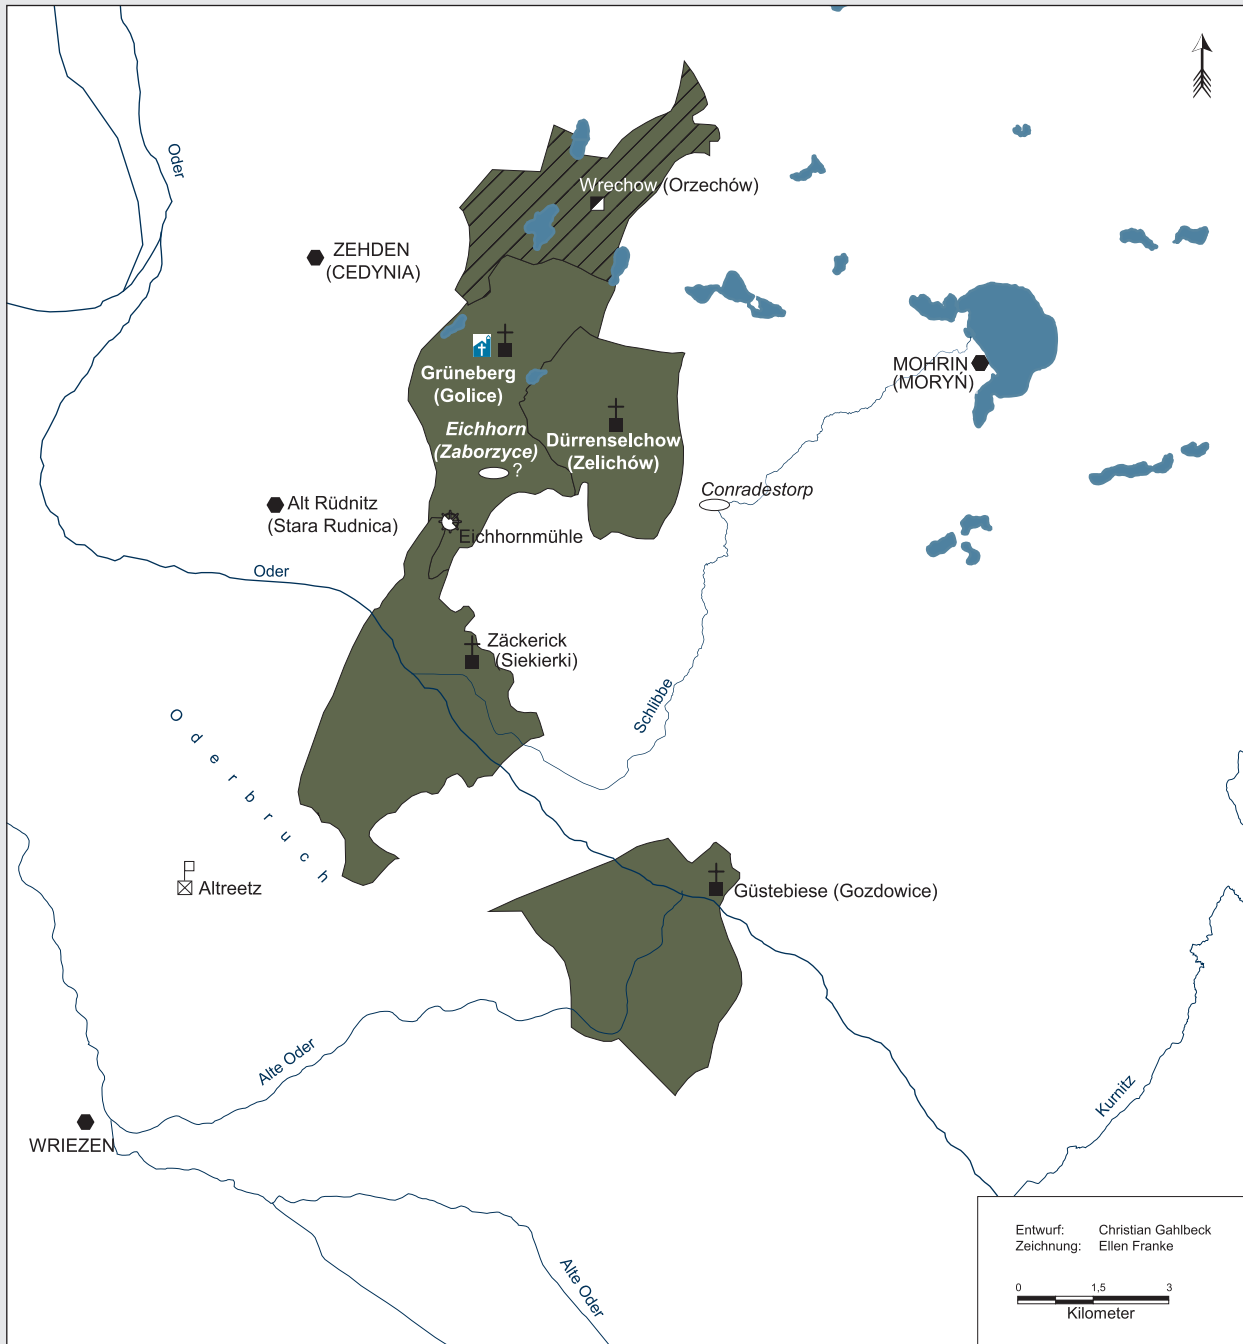 Oder
Wrechow (Orzechów)
ZEHDEN
(CEDYNIA)
Grüneberg
(Golice)
MOHRIN
(MORYŃ)
Eichhorn
(Zaborzyce)
?
Dürrenselchow
(Zelichów)
Conradestorp
Alt Rüdnitz
(Stara Rudnica)
Eichhornmühle
Oder
Zäckerick
(Siekierki)
Schlibbe
Oderbruch
Altreetz
Güstebiese (Gozdowice)
Alte Oder
Kurnitz
WRIEZEN
Alte Oder
Entwurf: Christian Gahlbeck
Zeichnung: Ellen Franke
0 1,5 3
Kilometer